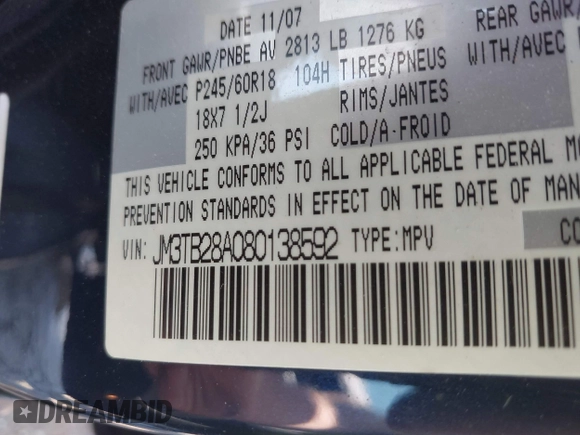 DATE 11/07
FRONT GAWR/PNBE AV 2813 LB 1276 KG
REAR GAWR/
WITH/AVEC P245/60R18 104H TIRES/PNEUS
WITH/AVEC
18X7 1/2J RIMS/JANTES
250 KPA/36 PSI COLD/A-FROID
THIS VEHICLE CONFORMS TO ALL APPLICABLE FEDERAL
PREVENTION STANDARDS IN EFFECT ON THE DATE OF
VIN: JM3TB28A080138592 TYPE:MPV
DREAMBID